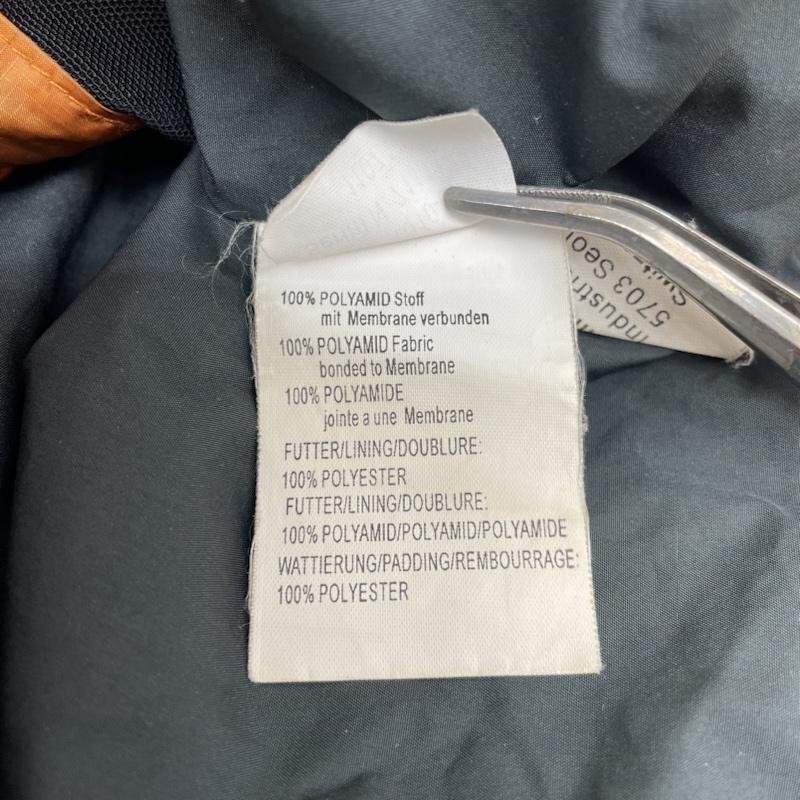 100% POLYAMID Stoff
mit Membrane verbunden
100% POLYAMID Fabric
bonded to Membrane
100% POLYAMIDE
jointe a une Membrane
FUTTER/LINING/DOUBLURE:
100% POLYESTER
FUTTER/LINING/DOUBLURE:
100% POLYAMID/POLYAMID/POLYAMIDE
WATTIERUNG/PADDING/REMBOURRAGE:
100% POLYESTER
5703